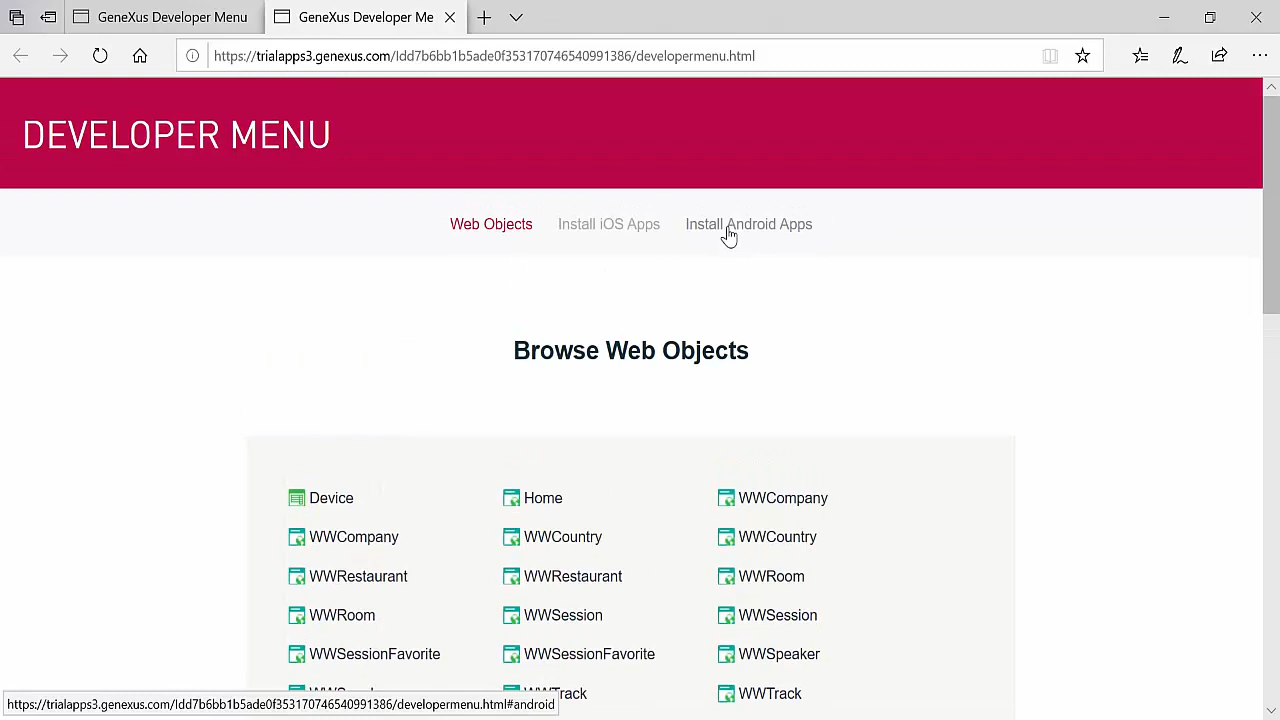 GeneXus Developer Menu
GeneXus Developer Me
https://trialapps3.genexus.com/Idd7b6bb1b5ade0f353170746540991386/developermenu.html
DEVELOPER MENU
Web Objects Install iOS Apps Install Android Apps
Browse Web Objects
Device Home WWCompany
WWCompany WWCountry WWCountry
WWRestaurant WWRestaurant WWRoom
WWRoom WWSession WWSession
WWSessionFavorite WWSessionFavorite WWSpeaker
WWTrack WWTrack
https://trialapps3.genexus.com/Idd7b6bb1b5ade0f353170746540991386/developermenu.html#android